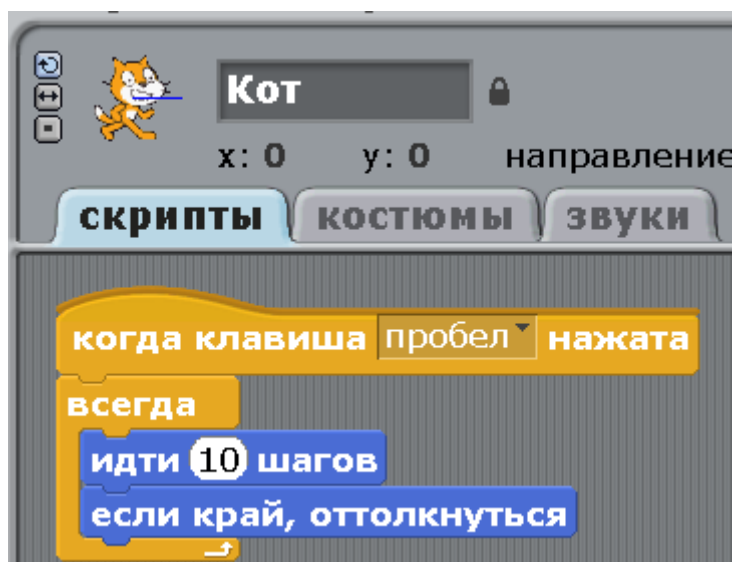 Кот
x: 0 y: 0 направление
скрипты костюмы звуки
когда клавиша пробел нажата
всегда
идти 10 шагов
если край, оттолкнуться